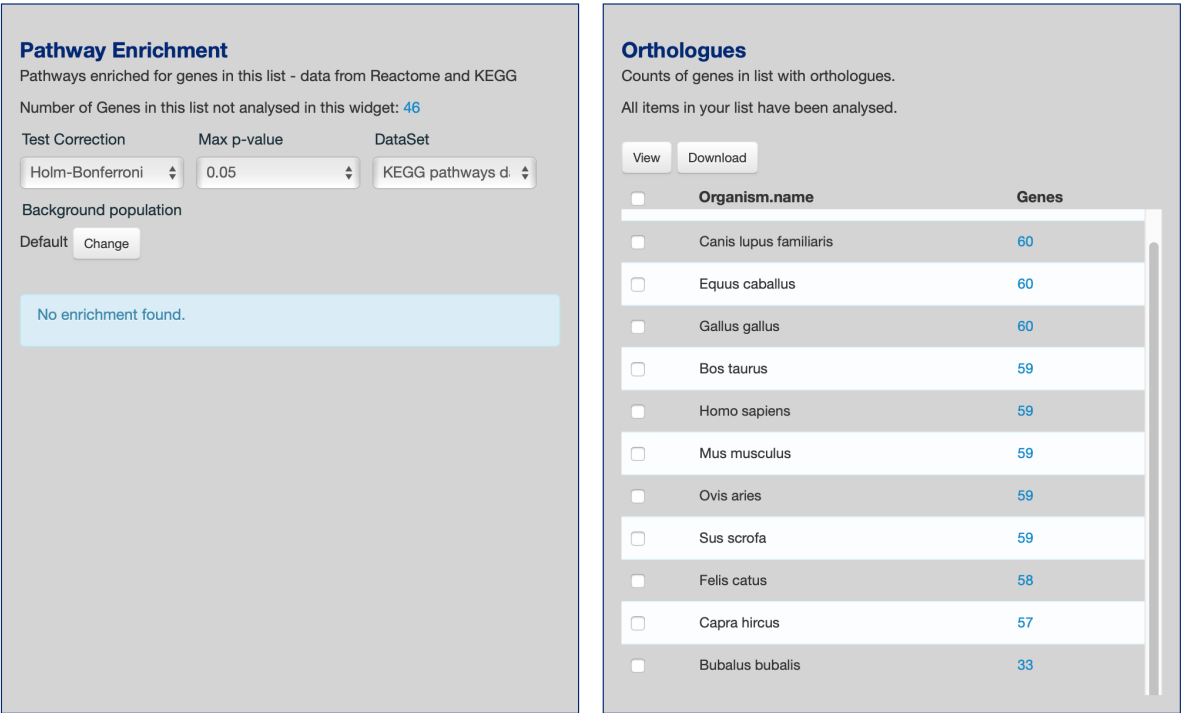 Pathway Enrichment
Pathways enriched for genes in this list - data from Reactome and KEGG
Number of Genes in this list not analysed in this widget: 46
Test Correction Max p-value DataSet
Holm-Bonferroni 0.05 KEGG pathways d
Background population
Default Change
No enrichment found.
Orthologues
Counts of genes in list with orthologues.
All items in your list have been analysed.
View Download
Organism.name Genes
Canis lupus familiaris 60
Equus caballus 60
Gallus gallus 60
Bos taurus 59
Homo sapiens 59
Mus musculus 59
Ovis aries 59
Sus scrofa 59
Felis catus 58
Capra hircus 57
Bubalus bubalis 33